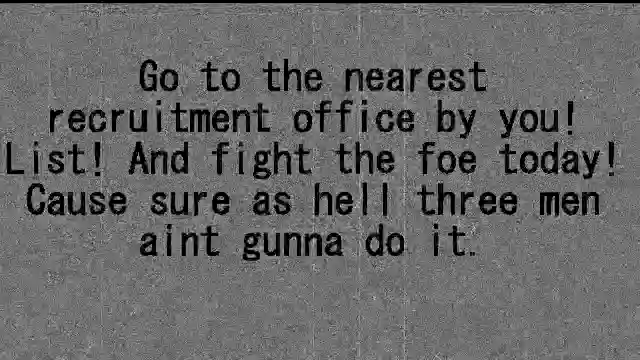 Go to the nearest
recruitment office by you!
List! And fight the foe today!
Cause sure as hell three men
aint gunna do it.